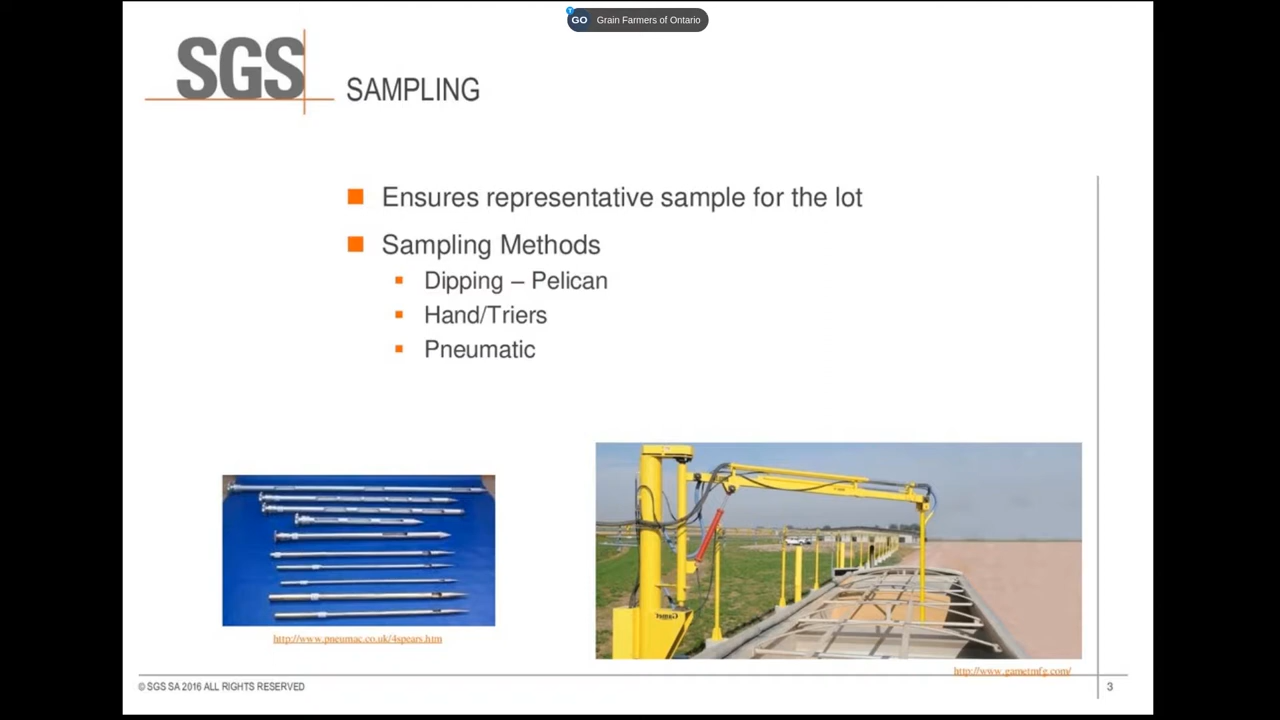 GO Grain Farmers of Ontario
SGS
SAMPLING
Ensures representative sample for the lot
Sampling Methods
Dipping – Pelican
Hand/Triers
Pneumatic
http://www.pneumac.co.uk/4spears.htm
http://www.gametmfg.com/
© SGS SA 2016 ALL RIGHTS RESERVED
3